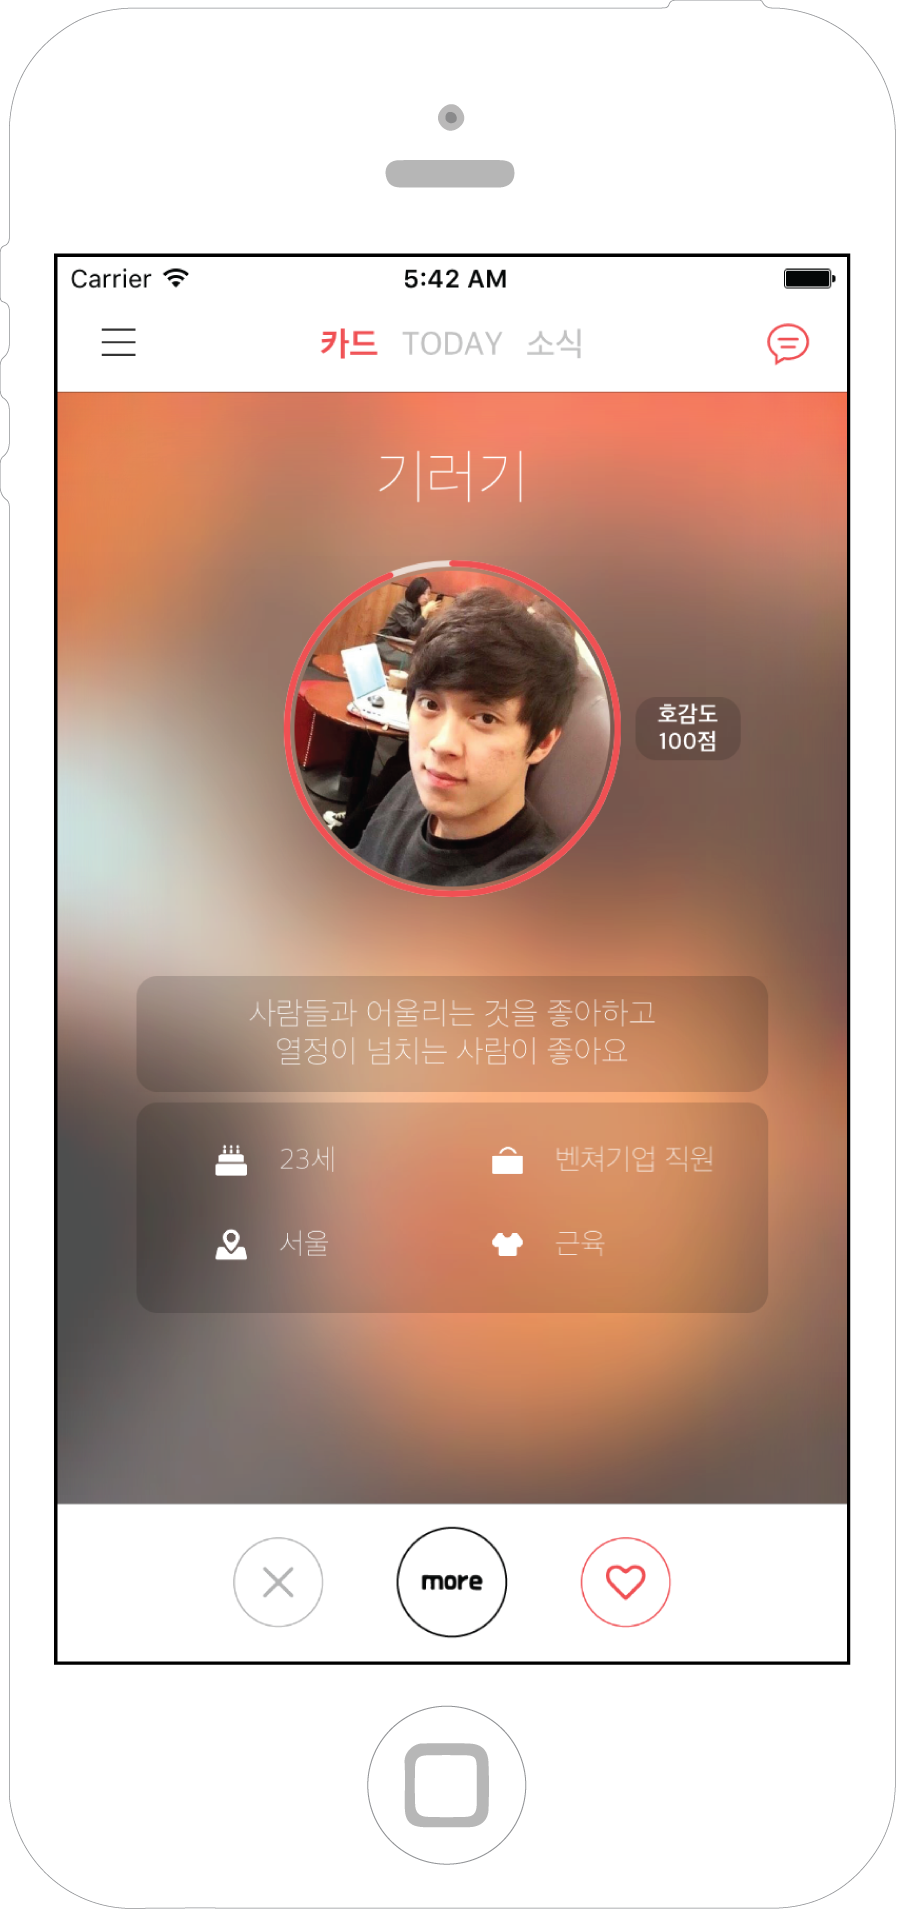 Carrier 5:42 AM
카드 TODAY 소식
기러기
호감도
100점
사람들과 어울리는 것을 좋아하고
열정이 넘치는 사람이 좋아요
23세 벤쳐기업 직원
서울 근육
more